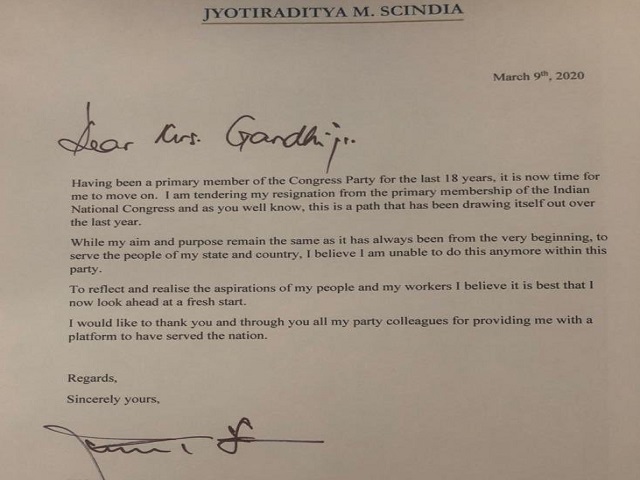 JYOTIRADITYA M. SCINDIA
March 9th, 2020
Dear Mrs. Gandhi-ji.
Having been a primary member of the Congress Party for the last 18 years, it is now time for
me to move on. I am tendering my resignation from the primary membership of the Indian
National Congress and as you well know, this is a path that has been drawing itself out over
the last year.
While my aim and purpose remain the same as it has always been from the very beginning, to
serve the people of my state and country, I believe I am unable to do this anymore within this
party.
To reflect and realise the aspirations of my people and my workers I believe it is best that I
now look ahead at a fresh start.
I would like to thank you and through you all my party colleagues for providing me with a
platform to have served the nation.
Regards,
Sincerely yours,